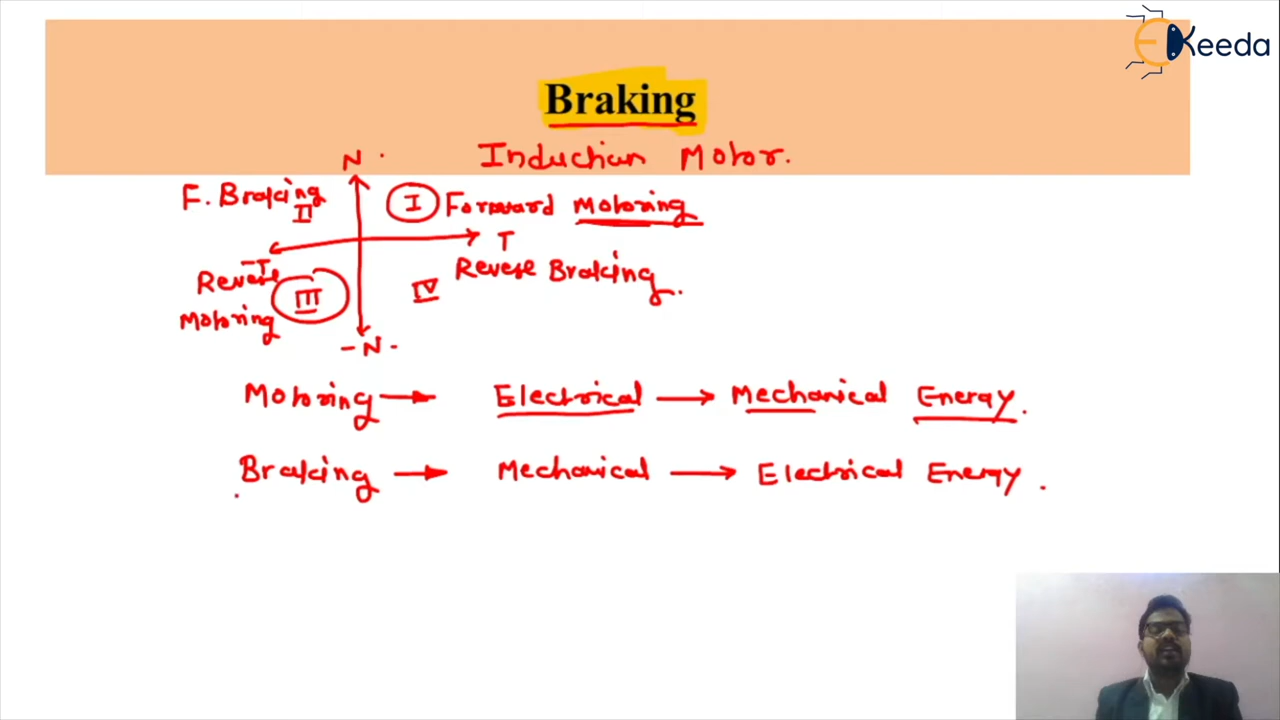 EKeeda
Braking
Induction Motor.
N
F. Braking
II
I Forward Motoring
T
-T
Reverse Braking.
IV
Reverse
III
Motoring
-N
Motoring → Electrical → Mechanical Energy.
Braking → Mechanical → Electrical Energy.